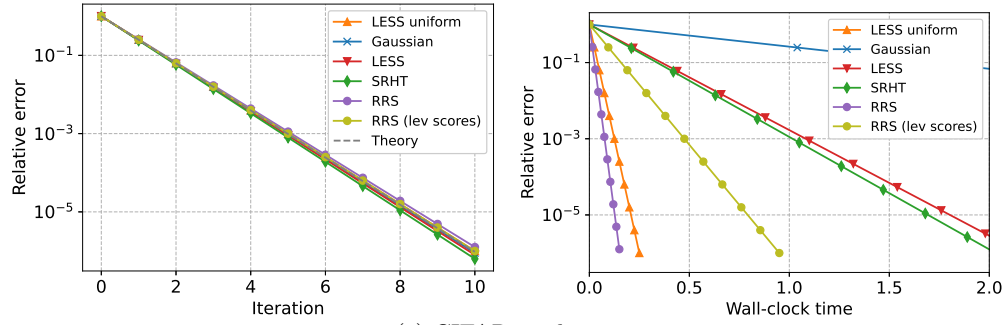 LESS uniform
Gaussian
LESS
SRHT
RRS
RRS (lev scores)
Theory
Relative error
10⁻¹
10⁻³
10⁻⁵
0 2 4 6 8 10
Iteration
LESS uniform
Gaussian
LESS
SRHT
RRS
RRS (lev scores)
Relative error
10⁻¹
10⁻³
10⁻⁵
0.0 0.5 1.0 1.5 2.0
Wall-clock time